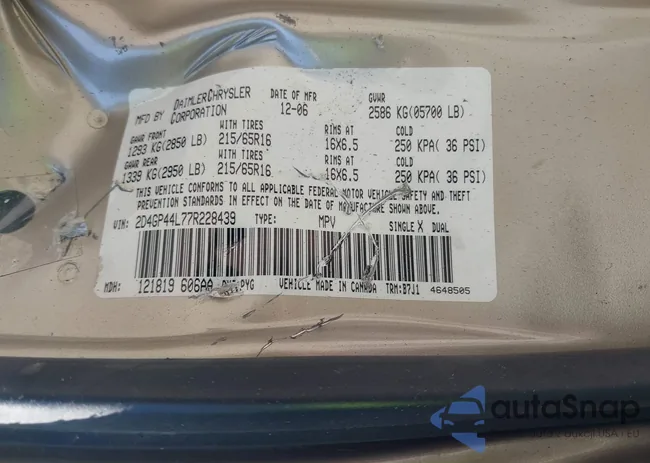 MFD BY DAIMLERCHRYSLER CORPORATION DATE OF MFR 12-06 GVWR 2586 KG(05700 LB)
GAWR FRONT WITH TIRES RIMS AT COLD
1293 KG(2850 LB) 215/65R16 16X6.5 250 KPA( 36 PSI)
GAWR REAR WITH TIRES RIMS AT COLD
1339 KG(2950 LB) 215/65R16 16X6.5 250 KPA( 36 PSI)
THIS VEHICLE CONFORMS TO ALL APPLICABLE FEDERAL MOTOR VEHICLE SAFETY AND THEFT
PREVENTION STANDARDS IN EFFECT ON THE DATE OF MANUFACTURE SHOWN ABOVE.
VIN: 2D4GP44L77R228439 TYPE: MPV SINGLE X DUAL
MDH: 121819 606AA PYG VEHICLE MADE IN CANADA TRM:B7J1 4648505
autoSnap